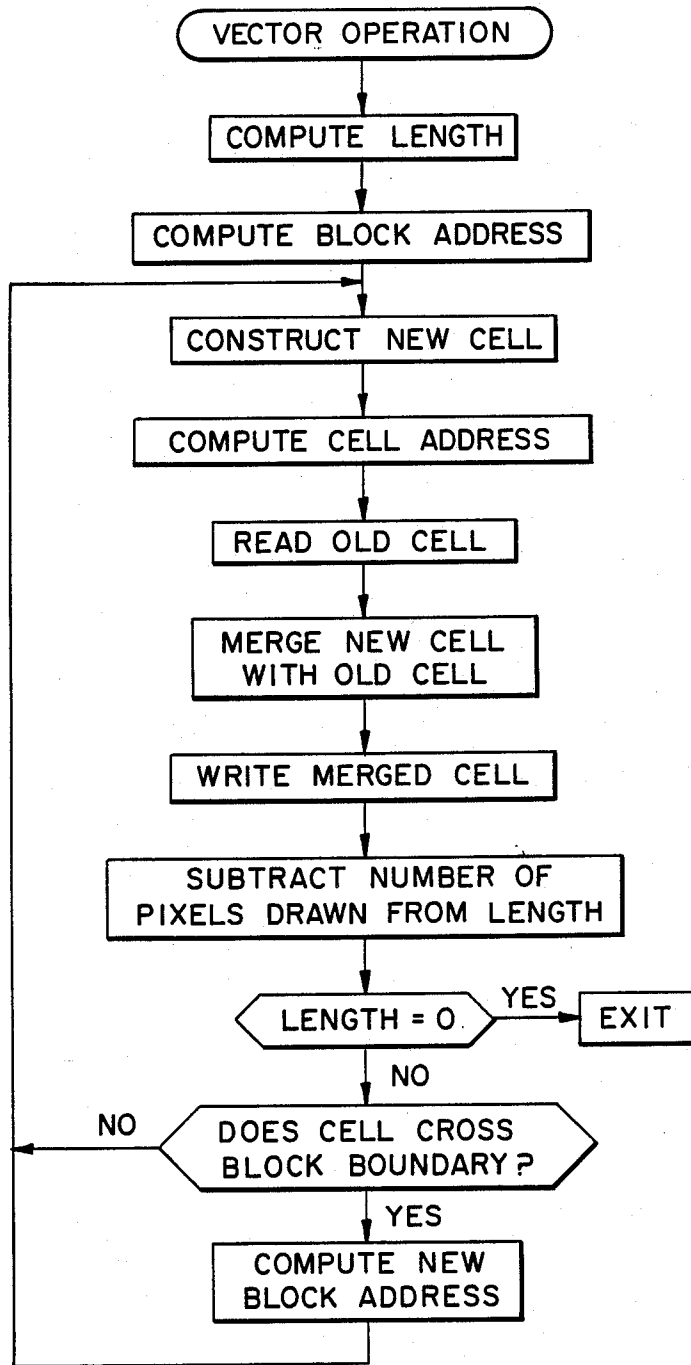 VECTOR OPERATION
COMPUTE LENGTH
COMPUTE BLOCK ADDRESS
CONSTRUCT NEW CELL
COMPUTE CELL ADDRESS
READ OLD CELL
MERGE NEW CELL
WITH OLD CELL
WRITE MERGED CELL
SUBTRACT NUMBER OF
PIXELS DRAWN FROM LENGTH
LENGTH = 0
YES
EXIT
NO
DOES CELL CROSS
BLOCK BOUNDARY?
NO
YES
COMPUTE NEW
BLOCK ADDRESS